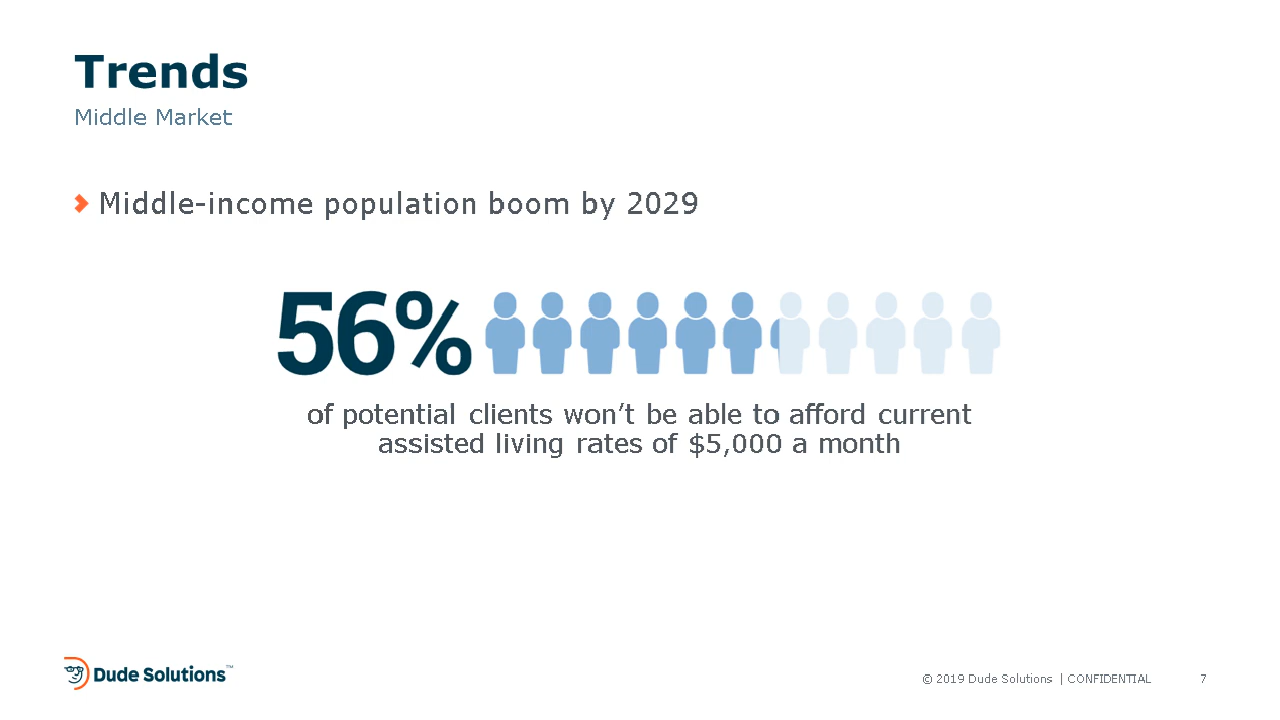 Trends
Middle Market
Middle-income population boom by 2029
56%
of potential clients won’t be able to afford current
assisted living rates of $5,000 a month
Dude Solutions™
© 2019 Dude Solutions | CONFIDENTIAL 7